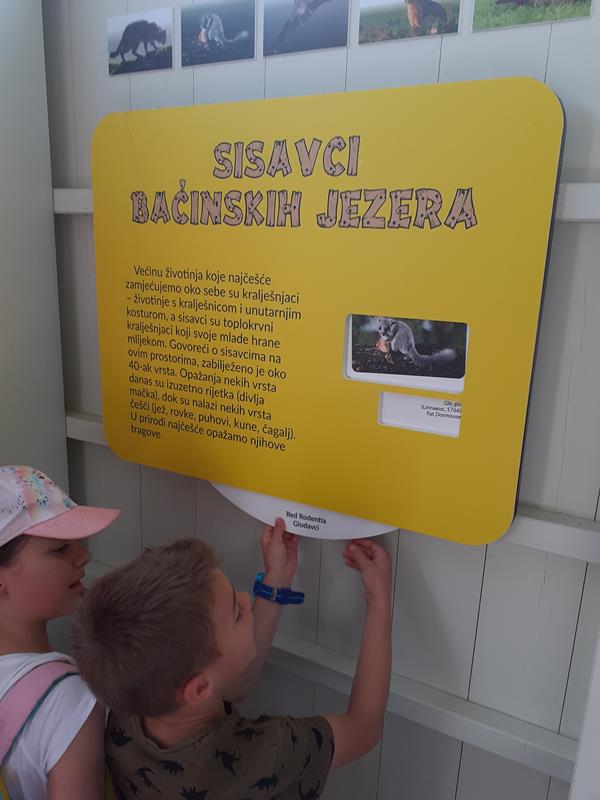 SISAVCI
BAĆINSKIH JEZERA
Većinu životinja koje najčešće
zamjećujemo oko sebe su kralješnjaci
– životinje s kralješnicom i unutarnjim
kosturom, a sisavci su toplokrvni
kralješnjaci koji svoje mlade hrane
mlijekom. Govoreći o sisavcima na
ovim prostorima, zabilježeno je oko
40-ak vrsta. Opažanja nekih vrsta
danas su izuzetno rijetka (divlja
mačka), dok su nalazi nekih vrsta
češći (jež, rovke, puhovi, kune, čagalj).
U prirodi najčešće opažamo njihove
tragove.
Glis glis
(Linnaeus, 1766)
Fat Dormouse
Red Rodentia
Glodavci